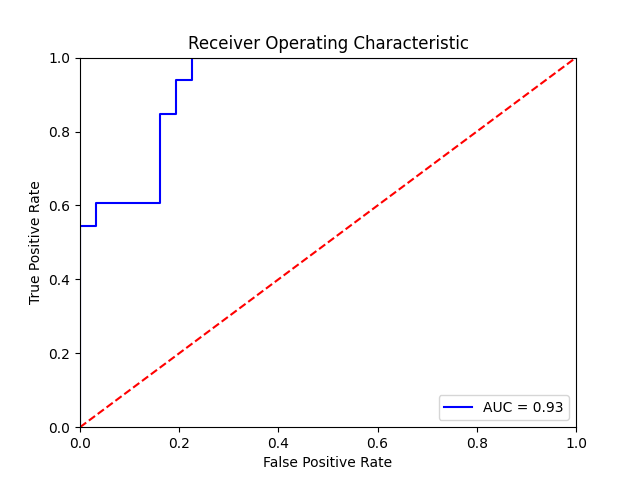 Receiver Operating Characteristic
1.0
0.8
0.6
0.4
0.2
0.0
True Positive Rate
AUC = 0.93
0.0 0.2 0.4 0.6 0.8 1.0
False Positive Rate